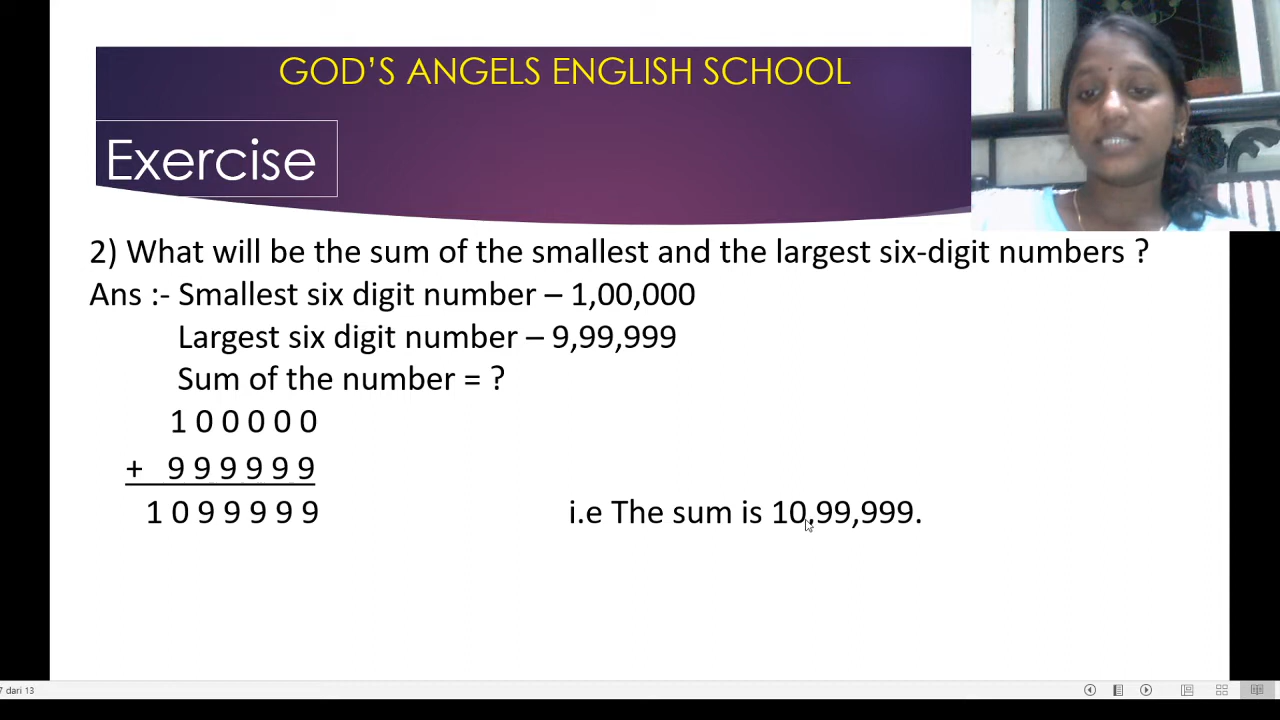 GOD’S ANGELS ENGLISH SCHOOL
Exercise
2) What will be the sum of the smallest and the largest six-digit numbers ?
Ans :- Smallest six digit number – 1,00,000
Largest six digit number – 9,99,999
Sum of the number = ?
1 0 0 0 0 0
+ 9 9 9 9 9 9
1 0 9 9 9 9 9 i.e The sum is 10,99,999.
7 dari 13